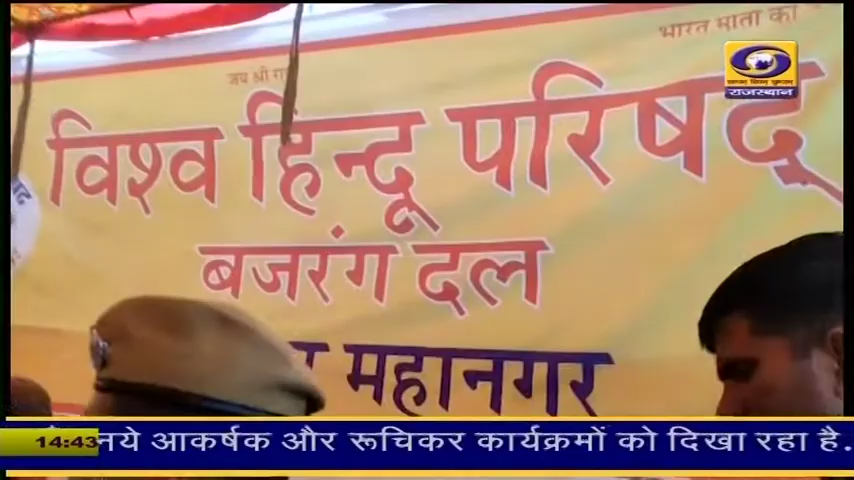 भारत माता की
जय श्री
विश्व हिन्दू परिषद्
बजरंग दल
महानगर
राजस्थान
14:43 नये आकर्षक और रूचिकर कार्यक्रमों को दिखा रहा है.